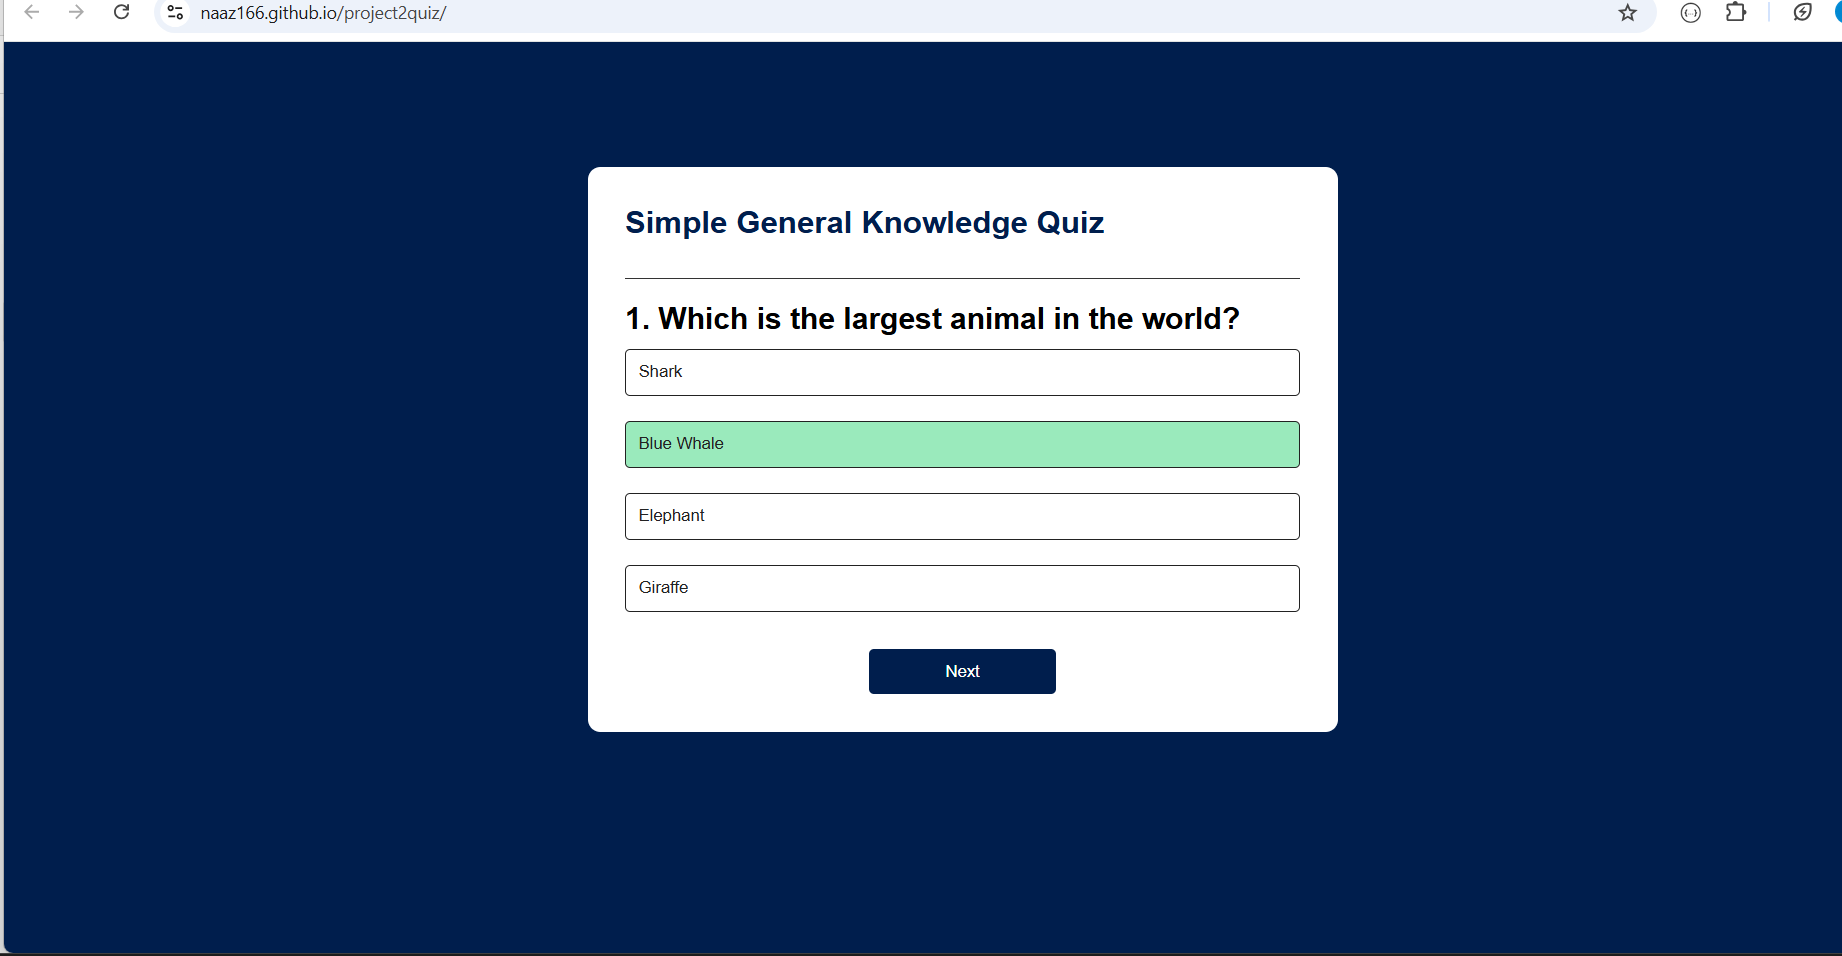 naaz166.github.io/project2quiz/
Simple General Knowledge Quiz
1. Which is the largest animal in the world?
Shark
Blue Whale
Elephant
Giraffe
Next